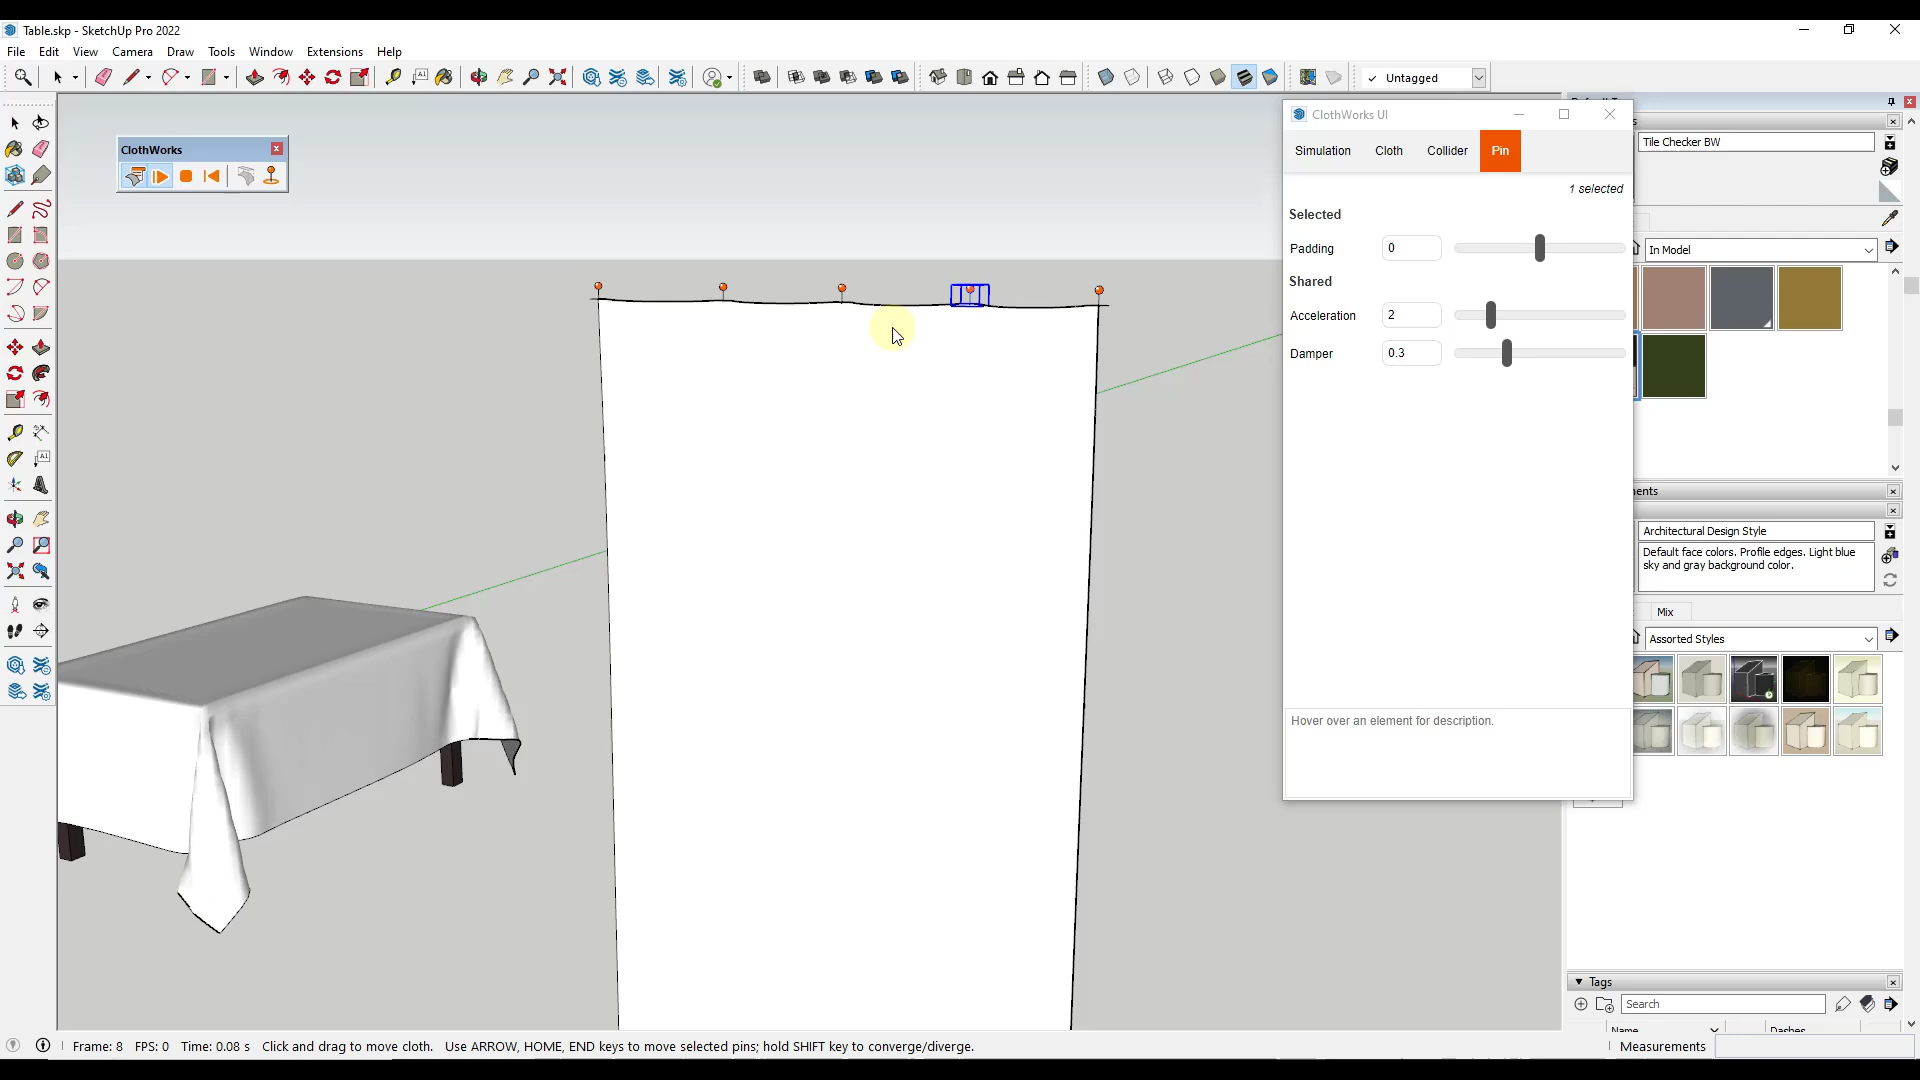 Table.skp - SketchUp Pro 2022
File Edit View Camera Draw Tools Window Extensions Help
Untagged
ClothWorks
ClothWorks UI
Simulation Cloth Collider Pin
1 selected
Selected
Padding 0
Shared
Acceleration 2
Damper 0.3
Hover over an element for description.
Tile Checker BW
In Model
Architectural Design Style
Default face colors. Profile edges. Light blue
sky and gray background color.
Mix
Assorted Styles
Tags
Search
Name Dashes
Frame: 8 FPS: 0 Time: 0.08 s Click and drag to move cloth. Use ARROW, HOME, END keys to move selected pins; hold SHIFT key to converge/diverge.
Measurements